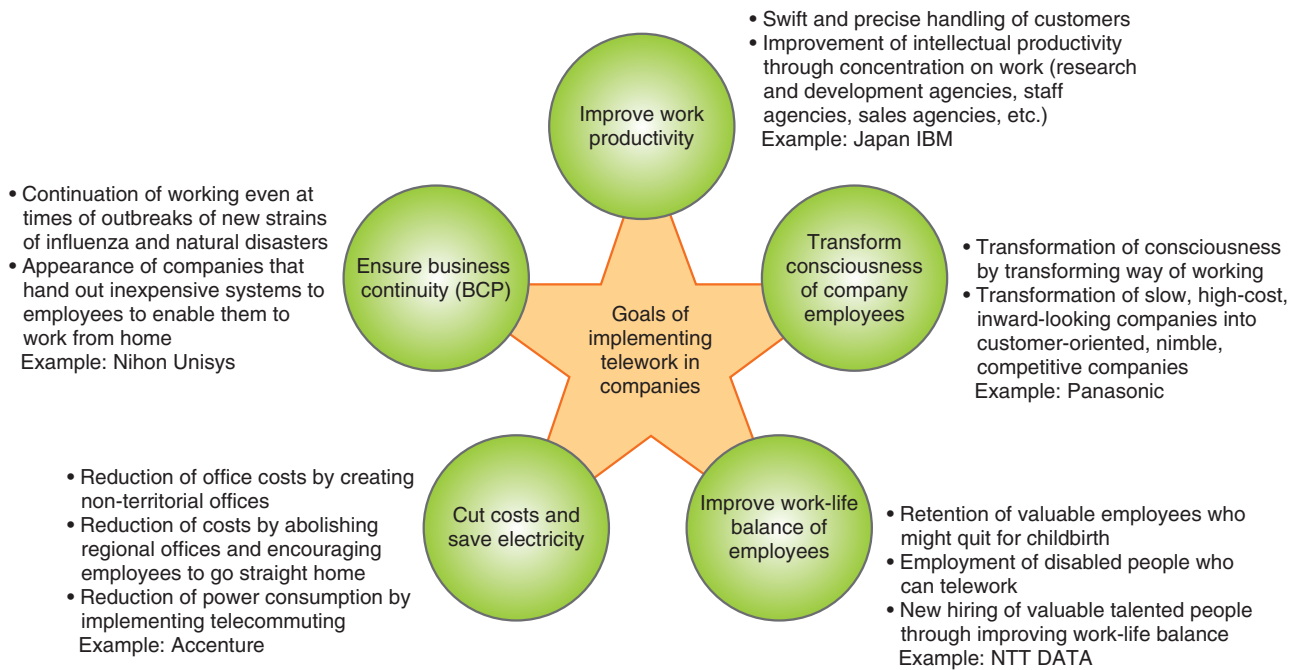 • Swift and precise handling of customers
• Improvement of intellectual productivity
through concentration on work (research
and development agencies, staff
agencies, sales agencies, etc.)
Example: Japan IBM
Improve work
productivity
• Continuation of working even at
times of outbreaks of new strains
of influenza and natural disasters
• Appearance of companies that
hand out inexpensive systems to
employees to enable them to
work from home
Example: Nihon Unisys
Ensure business
continuity (BCP)
Transform
consciousness
of company
employees
• Transformation of consciousness
by transforming way of working
• Transformation of slow, high-cost,
inward-looking companies into
customer-oriented, nimble,
competitive companies
Example: Panasonic
Goals of
implementing
telework in
companies
• Reduction of office costs by creating
non-territorial offices
• Reduction of costs by abolishing
regional offices and encouraging
employees to go straight home
• Reduction of power consumption by
implementing telecommuting
Example: Accenture
Cut costs and
save electricity
Improve work-life
balance of
employees
• Retention of valuable employees who
might quit for childbirth
• Employment of disabled people who
can telework
• New hiring of valuable talented people
through improving work-life balance
Example: NTT DATA